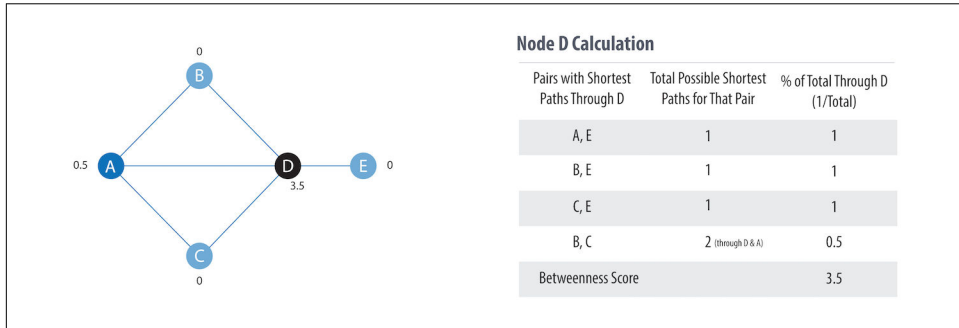 0
B
0.5 A D E 0
3.5
C
0
Node D Calculation
Pairs with Shortest Total Possible Shortest % of Total Through D
Paths Through D Paths for That Pair (1/Total)
A, E 1 1
B, E 1 1
C, E 1 1
B, C 2 (through D & A) 0.5
Betweenness Score 3.5